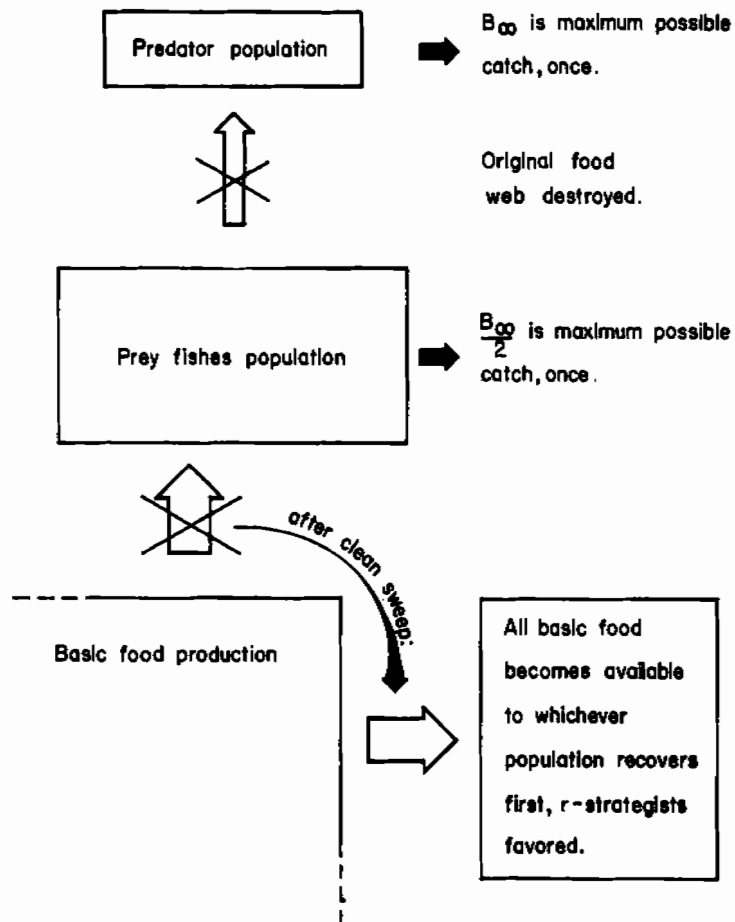 Predator population
B∞ is maximum possible
catch, once.
Original food
web destroyed.
Prey fishes population
B∞/2 is maximum possible
catch, once.
after clean sweep:
Basic food production
All basic food
becomes available
to whichever
population recovers
first, r-strategists
favored.